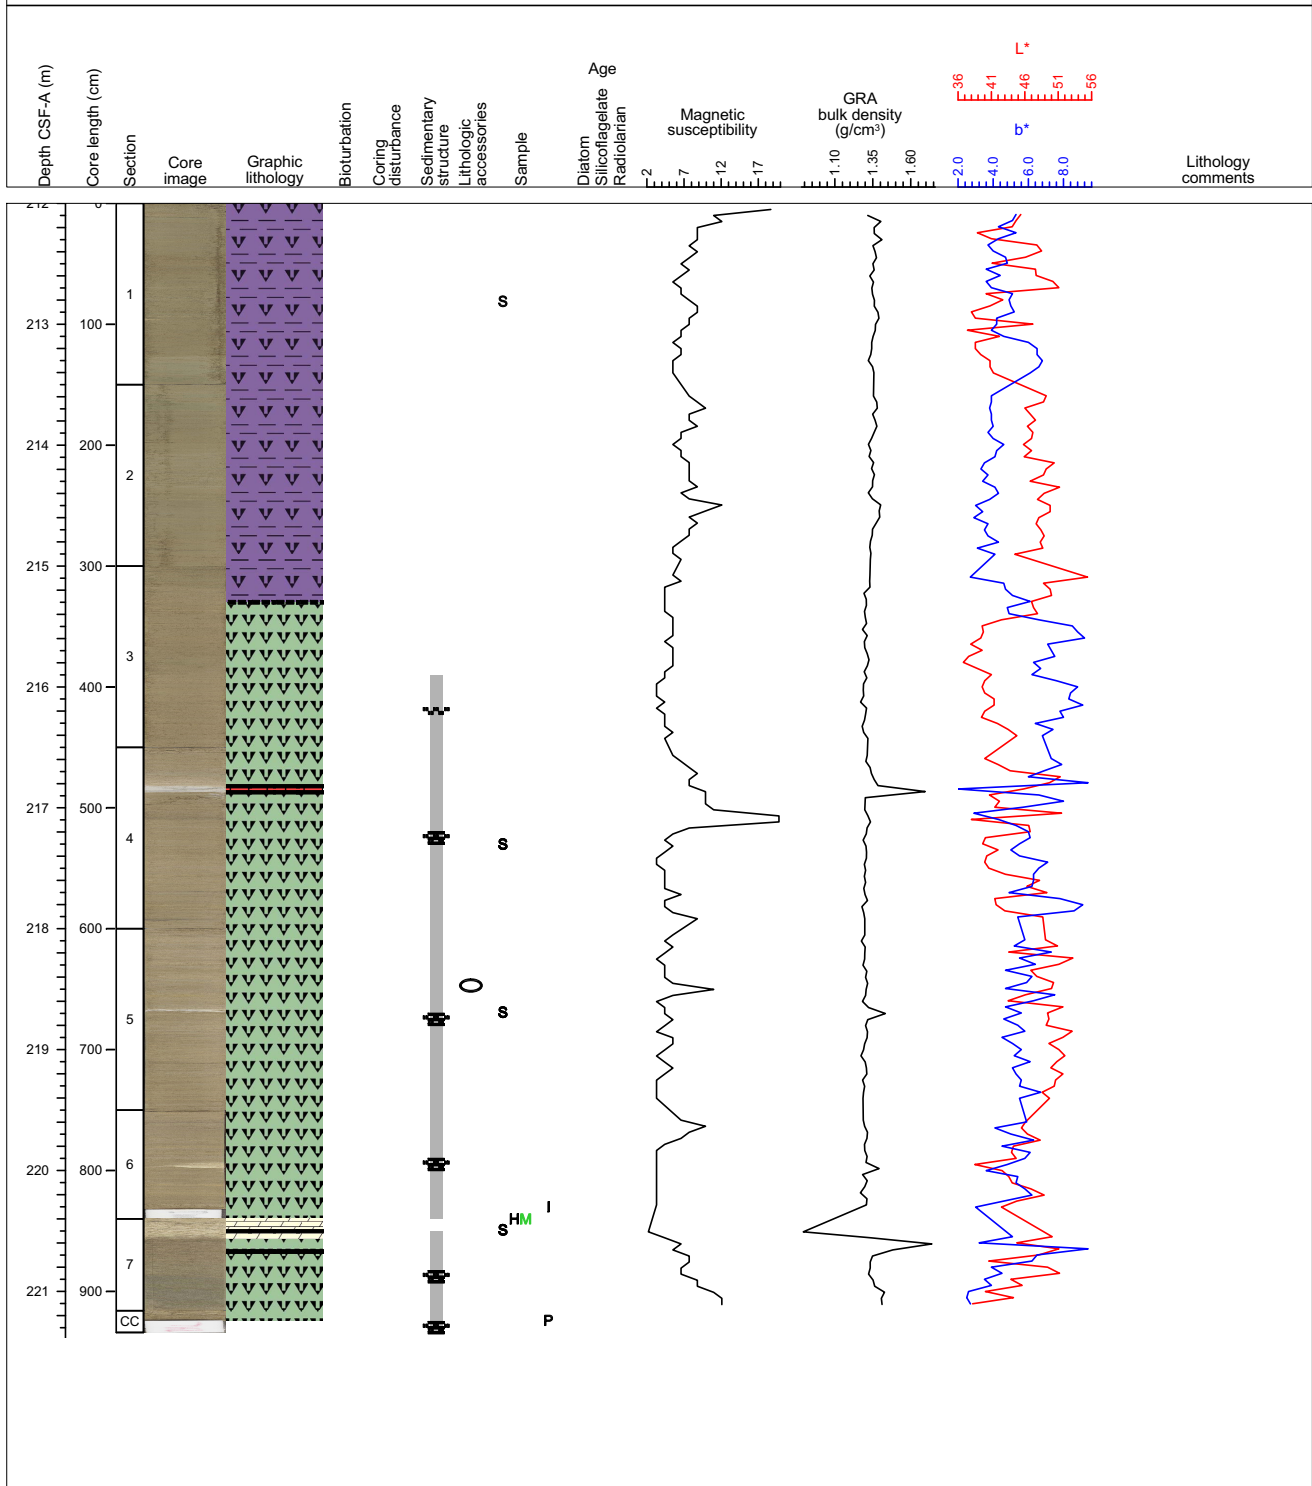 Depth CSF-A (m)
Core length (cm)
Section
Core image
Graphic lithology
Bioturbation
Coring disturbance
Sedimentary structure
Lithologic accessories
Sample
Age
Diatom
Silicoflagelate
Radiolarian
Magnetic susceptibility
2 7 12 17
GRA bulk density (g/cm³)
1.10 1.35 1.60
L*
36 41 46 51 56
b*
2.0 4.0 6.0 8.0
Lithology comments
212 0
1
S
213 100
214 200
2
215 300
3
216 400
217 500
4
S
218 600
5
S
219 700
220 800
6
I
HM
S
7
221 900
CC
P